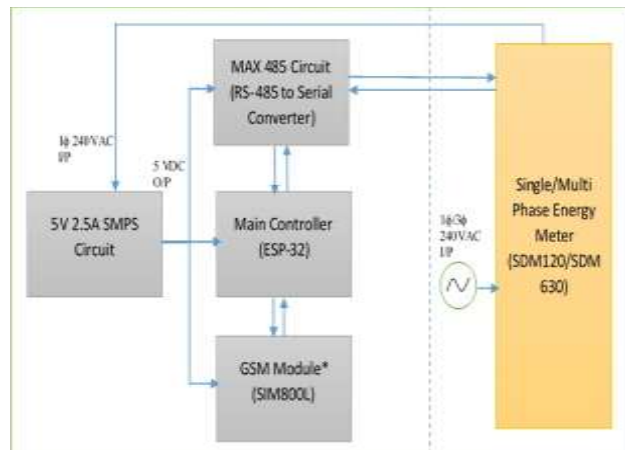 MAX 485 Circuit
(RS-485 to Serial
Converter)
1ϕ 240VAC
I/P
5 VDC
O/P
5V 2.5A SMPS
Circuit
Main Controller
(ESP-32)
GSM Module*
(SIM800L)
1ϕ/3ϕ
240VAC
I/P
Single/Multi
Phase Energy
Meter
(SDM120/SDM
630)